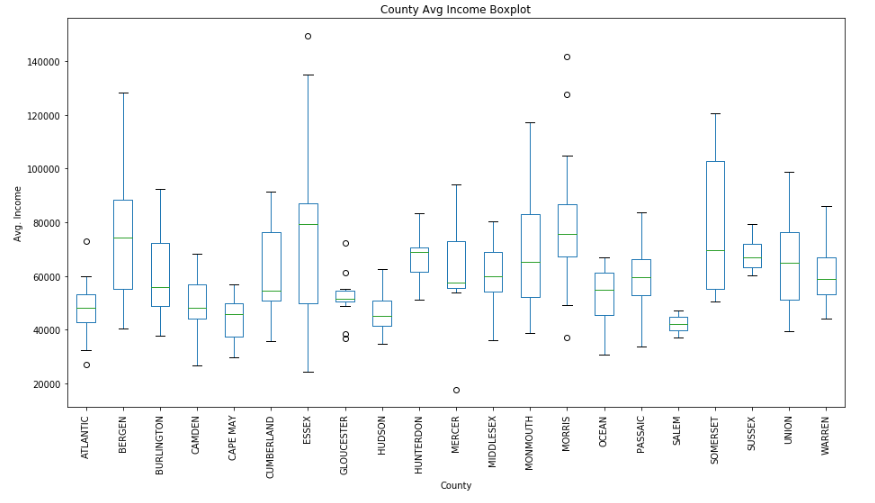 County Avg Income Boxplot
140000
120000
100000
80000
60000
40000
20000
Avg. Income
ATLANTIC
BERGEN
BURLINGTON
CAMDEN
CAPE MAY
CUMBERLAND
ESSEX
GLOUCESTER
HUDSON
HUNTERDON
MERCER
MIDDLESEX
MONMOUTH
MORRIS
OCEAN
PASSAIC
SALEM
SOMERSET
SUSSEX
UNION
WARREN
County